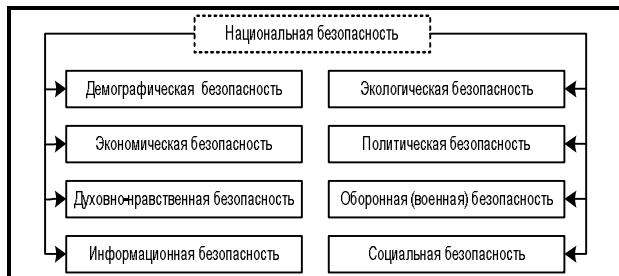 Национальная безопасность
Демографическая безопасность
Экологическая безопасность
Экономическая безопасность
Политическая безопасность
Духовно-нравственная безопасность
Оборонная (военная) безопасность
Информационная безопасность
Социальная безопасность